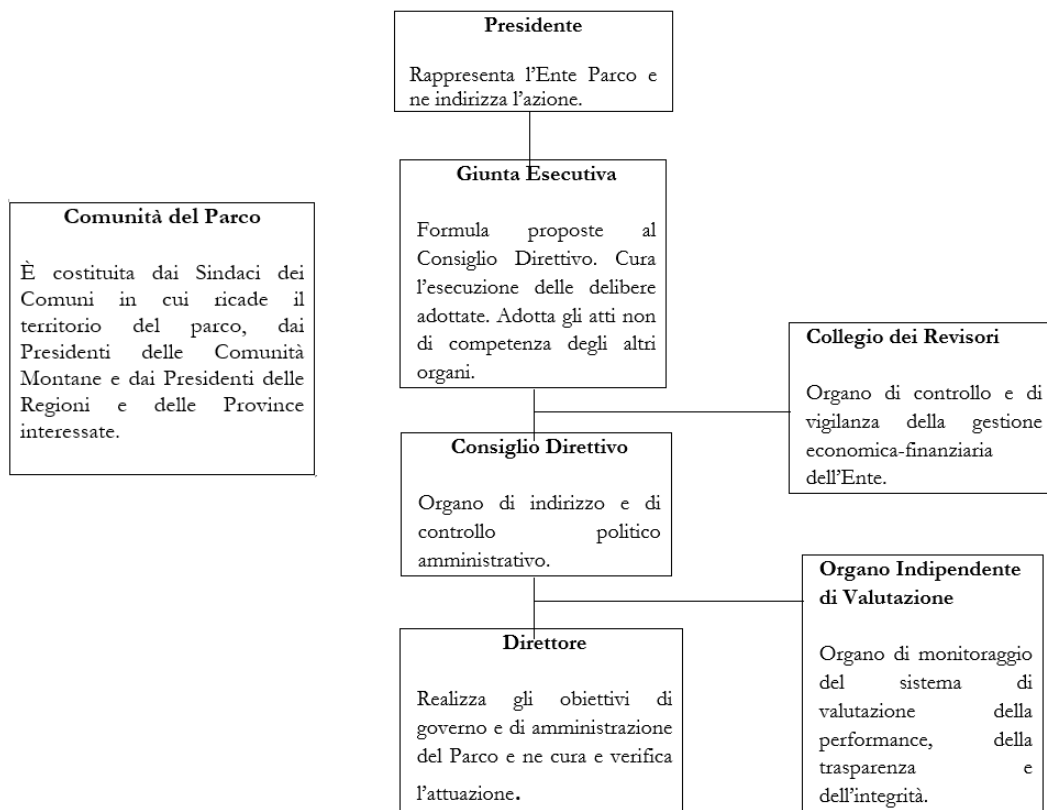 Presidente
Rappresenta l'Ente Parco e
ne indirizza l'azione.
Giunta Esecutiva
Formula proposte al
Consiglio Direttivo. Cura
l'esecuzione delle delibere
adottate. Adotta gli atti non
di competenza degli altri
organi.
Comunità del Parco
È costituita dai Sindaci dei
Comuni in cui ricade il
territorio del parco, dai
Presidenti delle Comunità
Montane e dai Presidenti delle
Regioni e delle Province
interessate.
Collegio dei Revisori
Organo di controllo e di
vigilanza della gestione
economica-finanziaria
dell'Ente.
Consiglio Direttivo
Organo di indirizzo e di
controllo politico
amministrativo.
Organo Indipendente
di Valutazione
Organo di monitoraggio
del sistema di
valutazione della
performance, della
trasparenza e
dell'integrità.
Direttore
Realizza gli obiettivi di
governo e di amministrazione
del Parco e ne cura e verifica
l'attuazione.